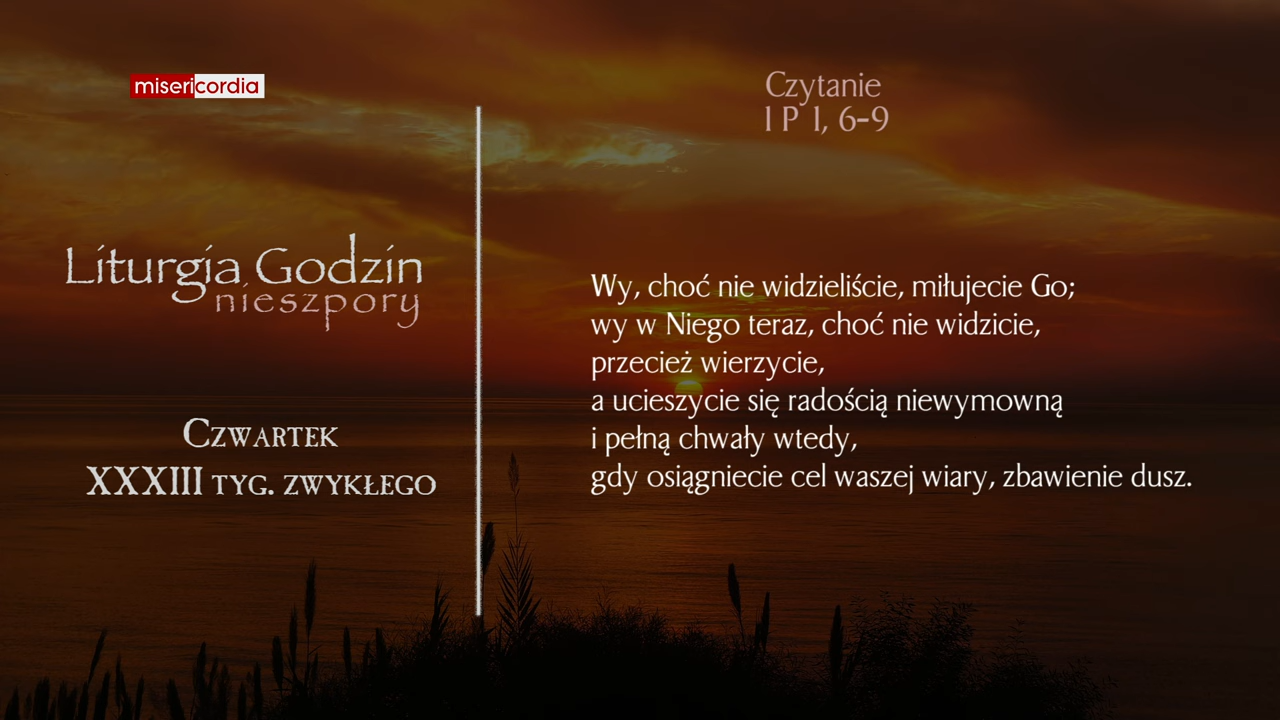 misericordia
Liturgia Godzin
nieszpory
Czwartek
XXXIII tyg. zwykłego
Czytanie
1 P 1, 6-9
Wy, choć nie widzieliście, miłujecie Go;
wy w Niego teraz, choć nie widzicie,
przecież wierzycie,
a ucieszycie się radością niewymowną
i pełną chwały wtedy,
gdy osiągniecie cel waszej wiary, zbawienie dusz.